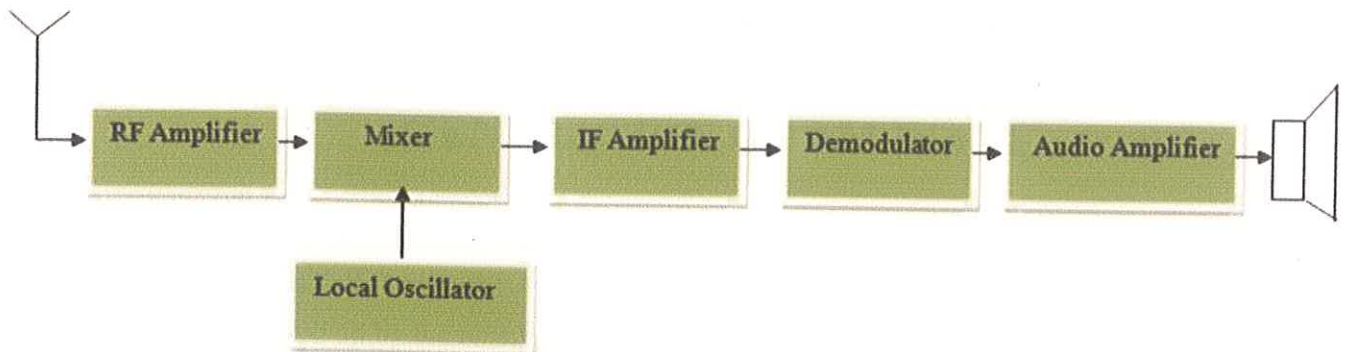 RF Amplifier
Mixer
IF Amplifier
Demodulator
Audio Amplifier
Local Oscillator